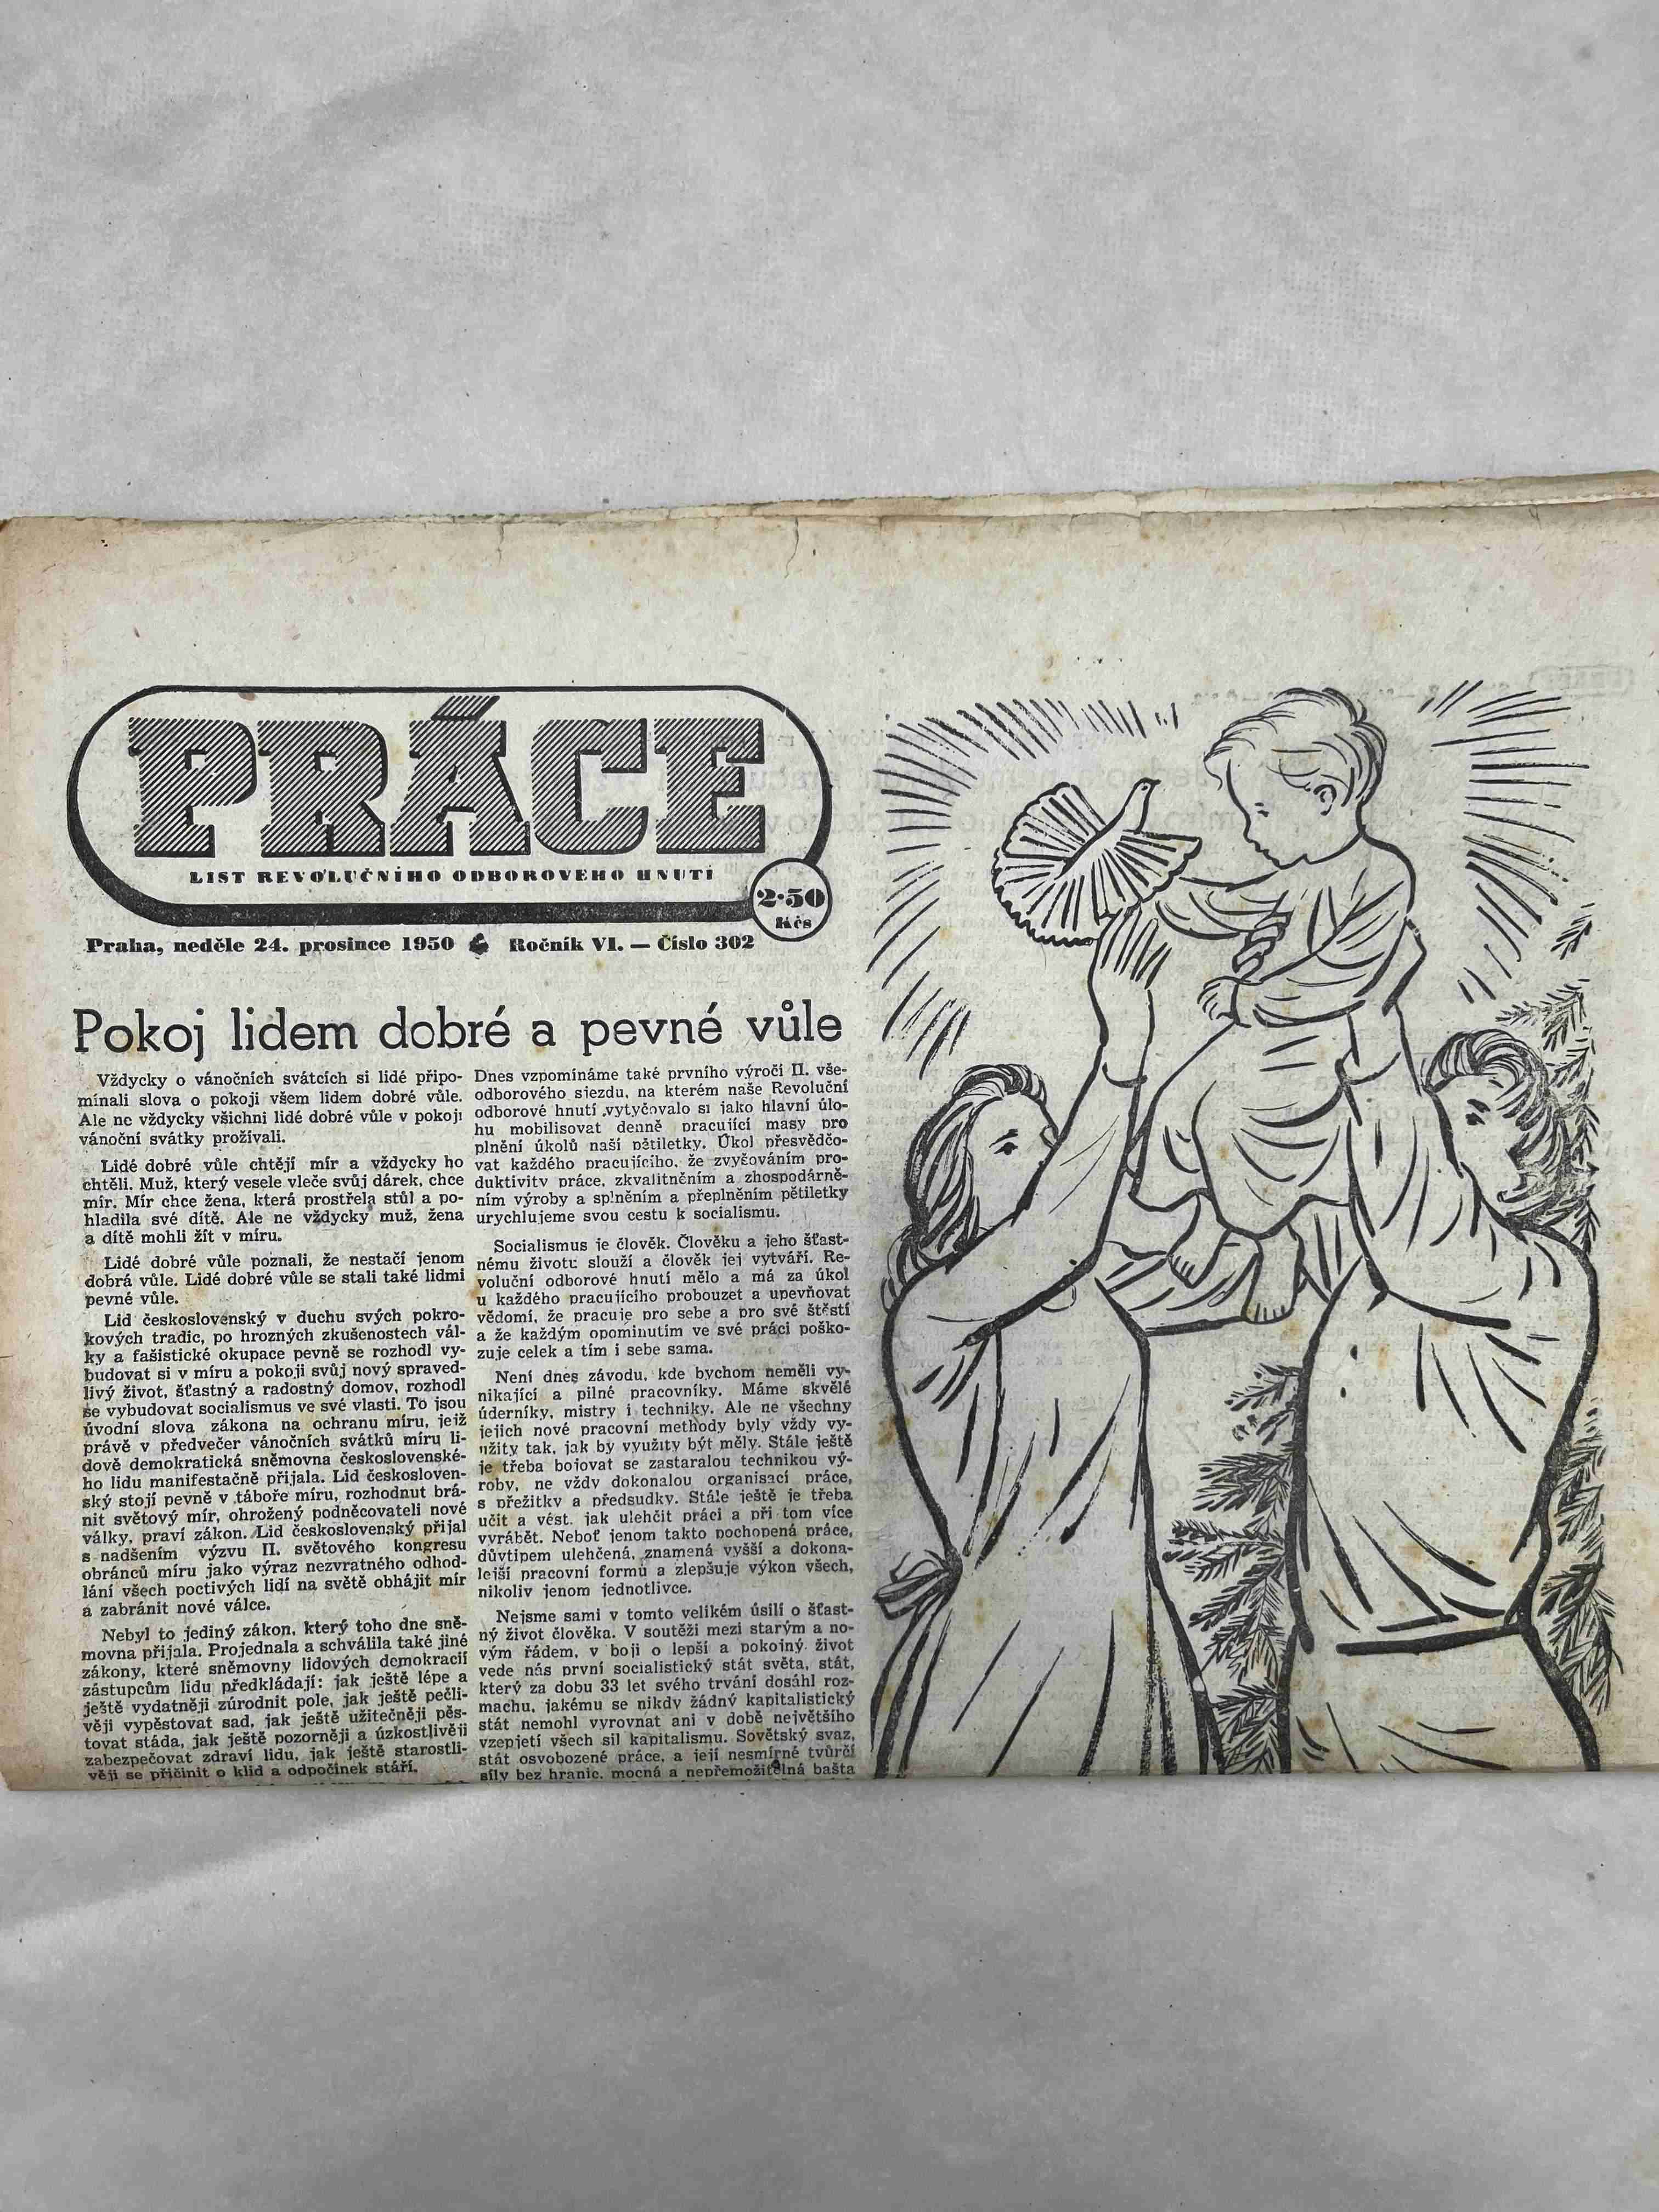 PRÁCE
LIST REVOLUČNÍHO ODBOROVÉHO HNUTÍ
2·50
Kčs
Praha, neděle 24. prosince 1950 Ročník VI. — Číslo 302
Pokoj lidem dobré a pevné vůle
Vždycky o vánočních svátcích si lidé připo-
mínali slova o pokoji všem lidem dobré vůle.
Ale ne vždycky všichni lidé dobré vůle v pokoji
vánoční svátky prožívali.
Lidé dobré vůle chtějí mír a vždycky ho
chtěli. Muž, který vesele vleče svůj dárek, chce
mír. Mír chce žena, která prostřela stůl a po-
hladila své dítě. Ale ne vždycky muž, žena
a dítě mohli žít v míru.
Lidé dobré vůle poznali, že nestačí jenom
dobrá vůle. Lidé dobré vůle se stali také lidmi
pevné vůle.
Lid československý v duchu svých pokro-
kových tradic, po hrozných zkušenostech vál-
ky a fašistické okupace pevně se rozhodl vy-
budovat si v míru a pokoji svůj nový spraved-
livý život, šťastný a radostný domov, rozhodl
se vybudovat socialismus ve své vlasti. To jsou
úvodní slova zákona na ochranu míru, jejž
právě v předvečer vánočních svátků míru li-
dově demokratická sněmovna československé-
ho lidu manifestačně přijala. Lid českosloven-
ský stojí pevně v táboře míru, rozhodnut brá-
nit světový mír, ohrožený podněcovateli nové
války, praví zákon. Lid československý přijal
s nadšením výzvu II. světového kongresu
obránců míru jako výraz nezvratného odhod-
lání všech poctivých lidí na světě obhájit mír
a zabránit nové válce.
Nebyl to jediný zákon, který toho dne sně-
movna přijala. Projednala a schválila také jiné
zákony, které sněmovny lidových demokracií
zástupcům lidu předkládají: jak ještě lépe a
ještě vydatněji zúrodnit pole, jak ještě pečli-
věji vypěstovat sad, jak ještě užitečněji pěs-
tovat stáda, jak ještě pozorněji a úzkostlivěji
zabezpečovat zdraví lidu, jak ještě starostli-
věji se přičinit o klid a odpočinek stáří.
Dnes vzpomínáme také prvního výročí II. vše-
odborového sjezdu, na kterém naše Revoluční
odborové hnutí vytyčovalo si jako hlavní úlo-
hu mobilisovat denně pracující masy pro
plnění úkolů naší pětiletky. Úkol přesvědčo-
vat každého pracujícího, že zvyšováním pro-
duktivity práce, zkvalitněním a zhospodárně-
ním výroby a splněním a přeplněním pětiletky
urychlujeme svou cestu k socialismu.
Socialismus je člověk. Člověku a jeho šťast-
nému životu slouží a člověk jej vytváří. Re-
voluční odborové hnutí mělo a má za úkol
u každého pracujícího probouzet a upevňovat
vědomí, že pracuje pro sebe a pro své štěstí
a že každým opominutím ve své práci poško-
zuje celek a tím i sebe sama.
Není dnes závodu, kde bychom neměli vy-
nikající a pilné pracovníky. Máme skvělé
úderníky, mistry i techniky. Ale ne všechny
jejich nové pracovní methody byly vždy vy-
užity tak, jak by využity být měly. Stále ještě
je třeba bojovat se zastaralou technikou vý-
roby, ne vždy dokonalou organisací práce,
s přežitky a předsudky. Stále ještě je třeba
učit a vést, jak ulehčit práci a při tom více
vyrábět. Neboť jenom takto pochopená práce,
důvtipem ulehčená, znamená vyšší a dokona-
lejší pracovní formu a zlepšuje výkon všech,
nikoliv jenom jednotlivce.
Nejsme sami v tomto velikém úsilí o šťast-
ný život člověka. V soutěži mezi starým a no-
vým řádem, v boji o lepší a pokojný život
vede nás první socialistický stát světa, stát,
který za dobu 33 let svého trvání dosáhl roz-
machu, jakému se nikdy žádný kapitalistický
stát nemohl vyrovnat ani v době největšího
vzepjetí všech sil kapitalismu. Sovětský svaz,
stát osvobozené práce, a její nesmírné tvůrčí
síly bez hranic, mocná a nepřemožitelná bašta